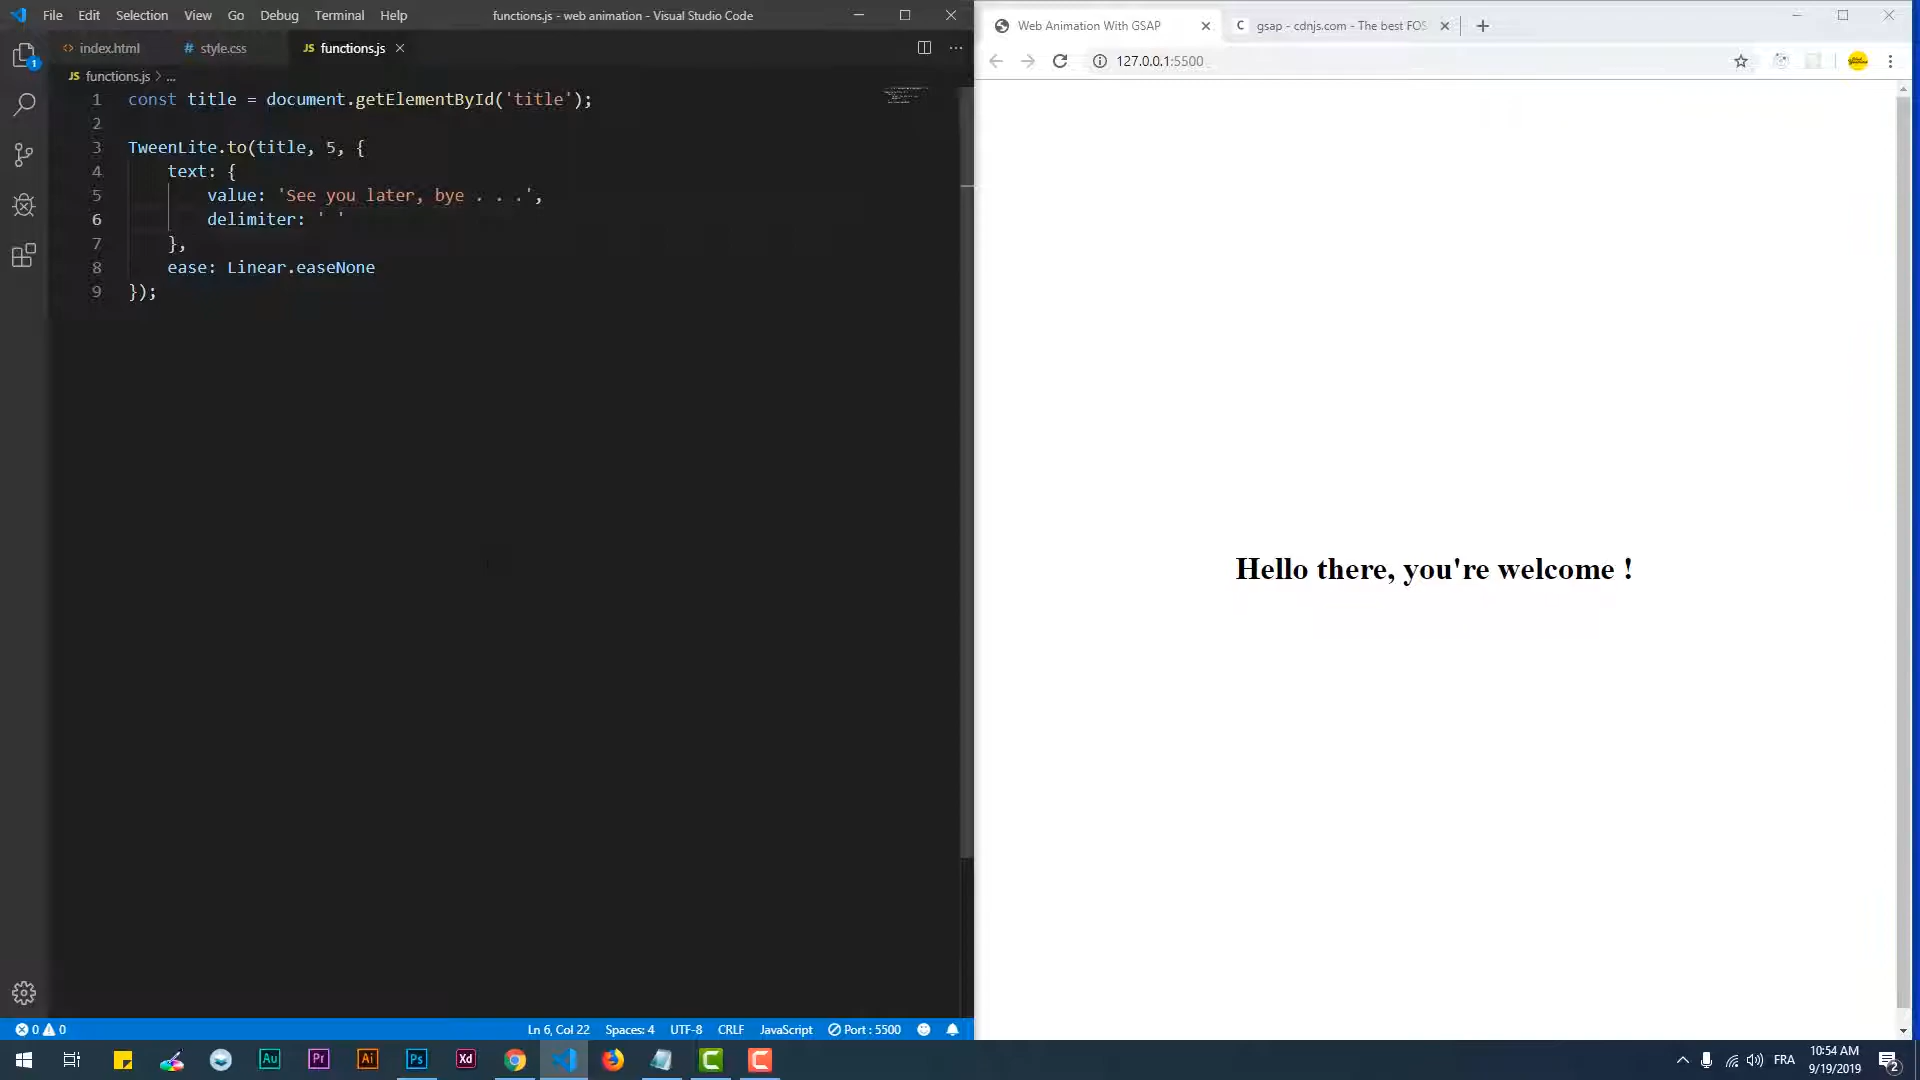 File Edit Selection View Go Debug Terminal Help
functions.js - web animation - Visual Studio Code
<> index.html
# style.css
JS functions.js
JS functions.js > ...
1 const title = document.getElementById('title');
2
3 TweenLite.to(title, 5, {
4 text: {
5 value: 'See you later, bye . . .',
6 delimiter: ' '
7 },
8 ease: Linear.easeNone
9 });
1
0 0
Ln 6, Col 22 Spaces: 4 UTF-8 CRLF JavaScript Port : 5500
Web Animation With GSAP
C gsap - cdnjs.com - The best FOS
127.0.0.1:5500
Hello there, you're welcome !
Au Pr Ai Ps Xd C C
FRA
10:54 AM
9/19/2019
2